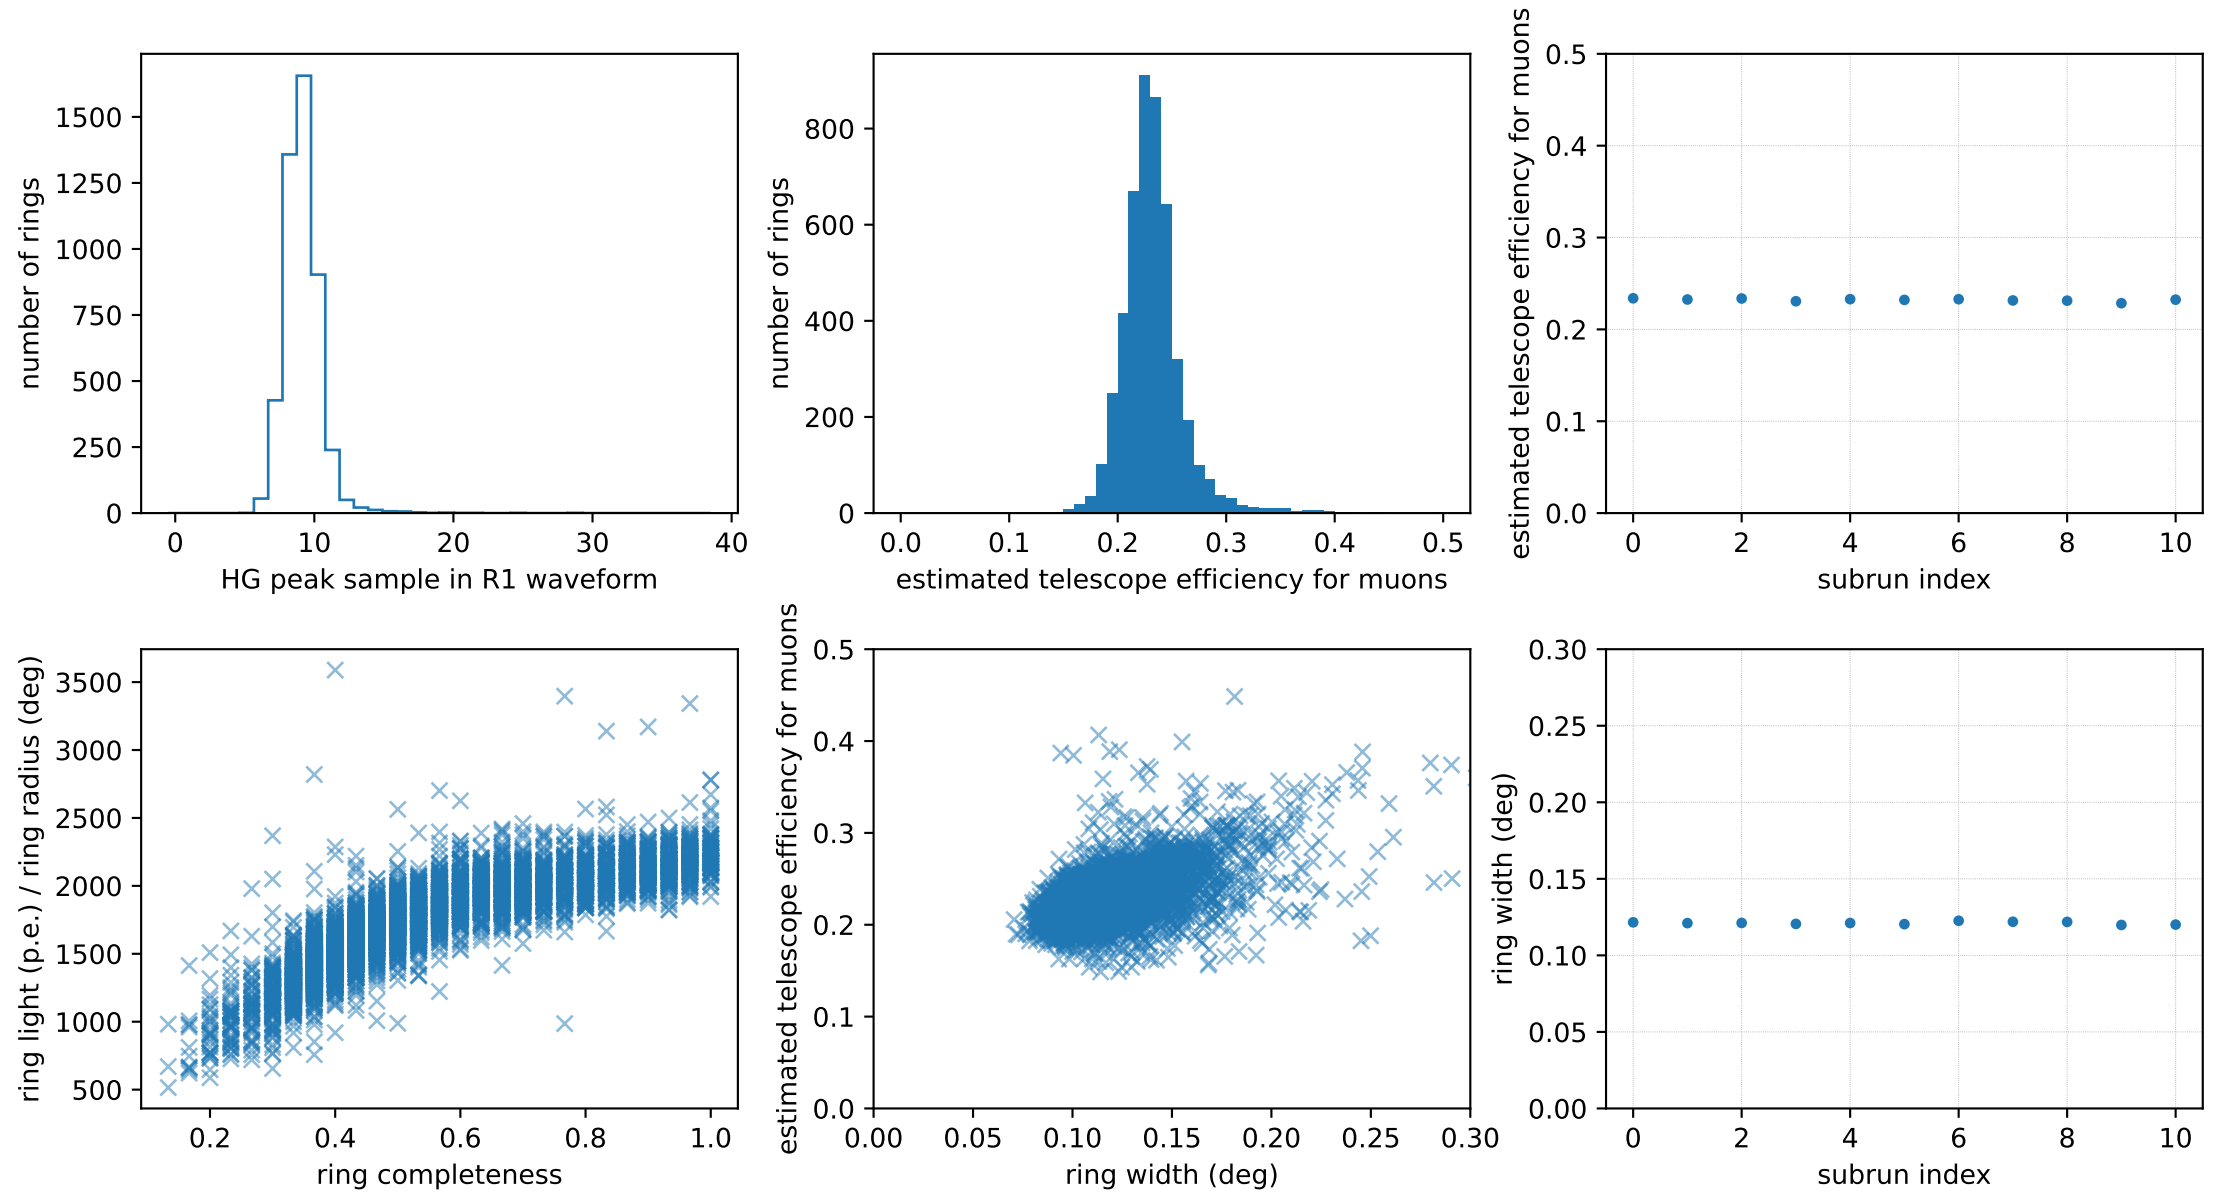 number of rings
1500
1250
1000
750
500
250
0
0 10 20 30 40
HG peak sample in R1 waveform
number of rings
800
600
400
200
0
0.0 0.1 0.2 0.3 0.4 0.5
estimated telescope efficiency for muons
estimated telescope efficiency for muons
0.5
0.4
0.3
0.2
0.1
0.0
0 2 4 6 8 10
subrun index
ring light (p.e.) / ring radius (deg)
3500
3000
2500
2000
1500
1000
500
0.2 0.4 0.6 0.8 1.0
ring completeness
estimated telescope efficiency for muons
0.5
0.4
0.3
0.2
0.1
0.0
0.00 0.05 0.10 0.15 0.20 0.25 0.30
ring width (deg)
ring width (deg)
0.30
0.25
0.20
0.15
0.10
0.05
0.00
0 2 4 6 8 10
subrun index